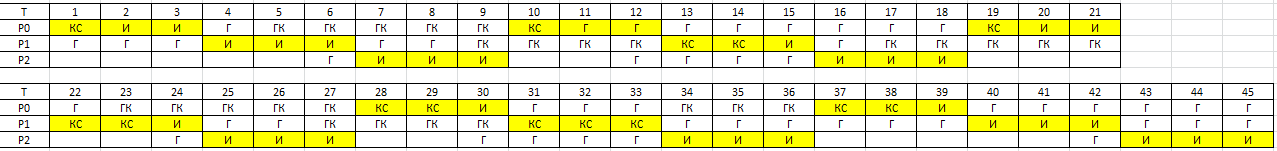 T 1 2 3 4 5 6 7 8 9 10 11 12 13 14 15 16 17 18 19 20 21
P0 КС И И Г ГК ГК ГК ГК ГК КС Г Г Г Г Г Г Г Г КС И И
P1 Г Г Г И И И Г Г ГК ГК ГК ГК КС КС И Г ГК ГК ГК ГК ГК
P2 Г И И И Г Г Г Г И И И
T 22 23 24 25 26 27 28 29 30 31 32 33 34 35 36 37 38 39 40 41 42 43 44 45
P0 Г ГК ГК ГК ГК ГК КС КС И Г Г Г ГК ГК ГК КС КС И Г Г Г Г Г Г
P1 КС КС И Г Г ГК ГК ГК ГК КС КС КС Г Г Г Г Г Г И И И Г Г Г
P2 Г И И И Г Г Г Г И И И Г И И И